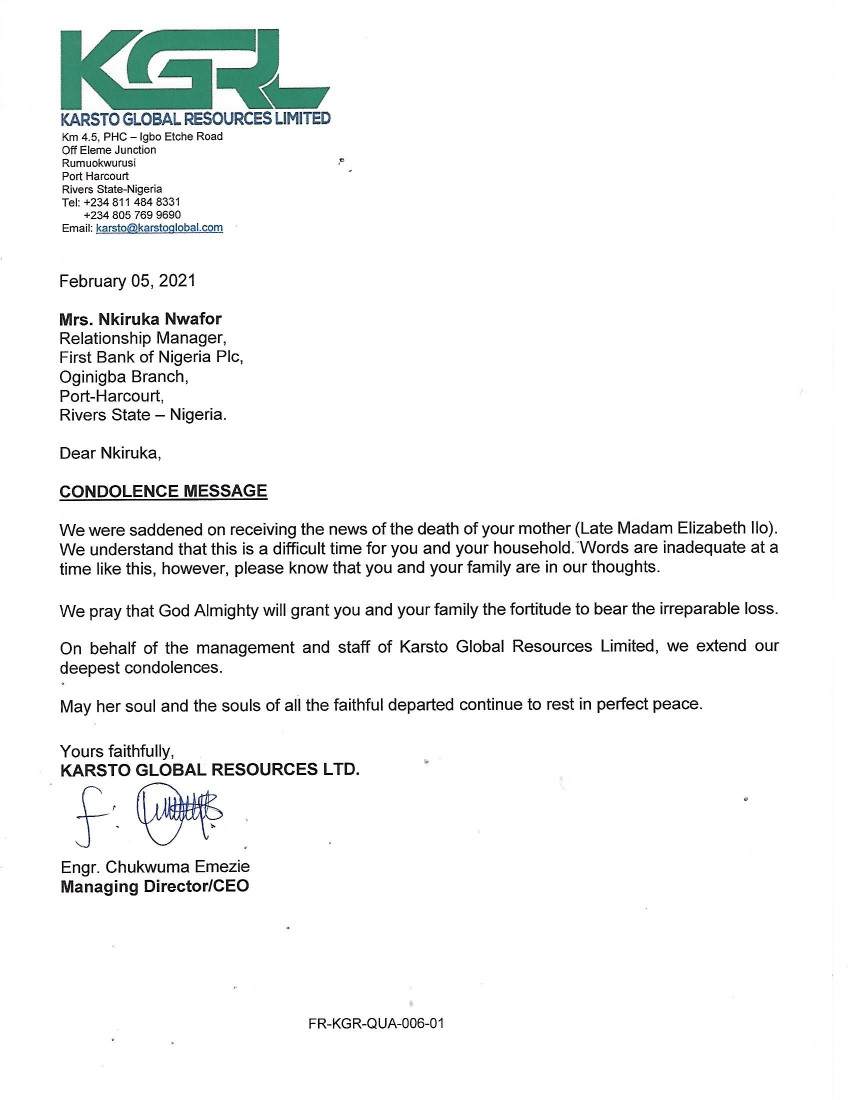 KGRL
KARSTO GLOBAL RESOURCES LIMITED
Km 4.5, PHC – Igbo Etche Road
Off Eleme Junction
Rumuokwurusi
Port Harcourt
Rivers State-Nigeria
Tel: +234 811 484 8331
+234 805 769 9690
Email: karsto@karstoglobal.com
February 05, 2021
Mrs. Nkiruka Nwafor
Relationship Manager,
First Bank of Nigeria Plc,
Oginigba Branch,
Port-Harcourt,
Rivers State – Nigeria.
Dear Nkiruka,
CONDOLENCE MESSAGE
We were saddened on receiving the news of the death of your mother (Late Madam Elizabeth Ilo).
We understand that this is a difficult time for you and your household. Words are inadequate at a
time like this, however, please know that you and your family are in our thoughts.
We pray that God Almighty will grant you and your family the fortitude to bear the irreparable loss.
On behalf of the management and staff of Karsto Global Resources Limited, we extend our
deepest condolences.
May her soul and the souls of all the faithful departed continue to rest in perfect peace.
Yours faithfully,
KARSTO GLOBAL RESOURCES LTD.
Engr. Chukwuma Emezie
Managing Director/CEO
FR-KGR-QUA-006-01